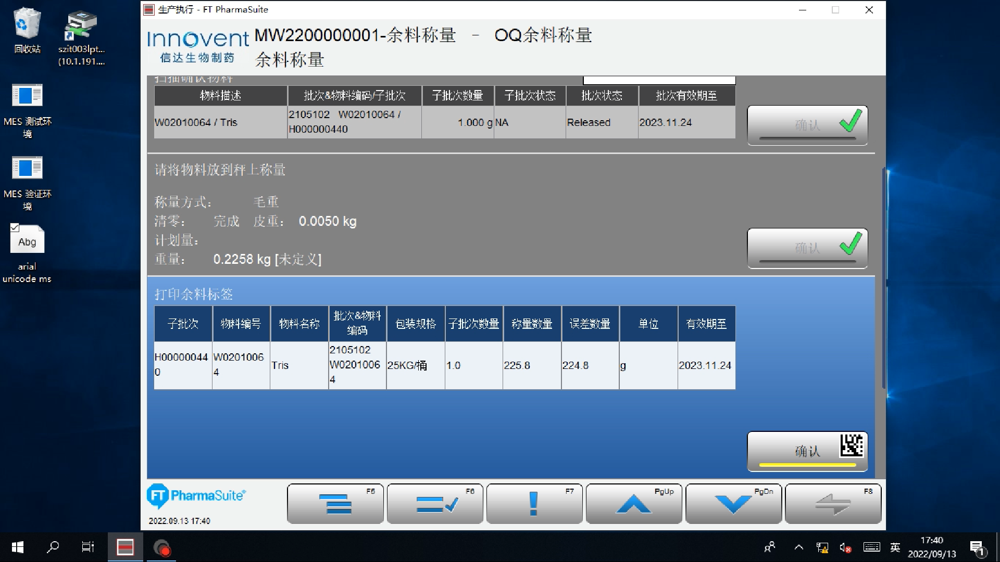 生产执行 - FT PharmaSuite
Innovent
信达生物制药
MW2200000001-余料称量 - OQ余料称量
余料称量
扫描确认物料
物料描述 批次&物料编码/子批次 子批次数量 子批次状态 批次状态 批次有效期至
W02010064 / Tris 2105102 W02010064 / H000000440 1.000 g NA Released 2023.11.24
确认
请将物料放到秤上称量
称量方式： 毛重
清零： 完成 皮重： 0.0050 kg
计划量：
重量： 0.2258 kg [未定义]
确认
打印余料标签
子批次 物料编号 物料名称 批次&物料编码 包装规格 子批次数量 称量数量 误差数量 单位 有效期至
H000000440 W02010064 Tris 2105102 W02010064 25KG/桶 1.0 225.8 224.8 g 2023.11.24
确认
FT PharmaSuite®
2022.09.13 17:40
F5 F6 F7 PgUp PgDn F8
回收站
szit003lpt...
(10.1.191....
MES 测试环
境
MES 验证环
境
Abg
arial
unicode ms
英
17:40
2022/09/13
1